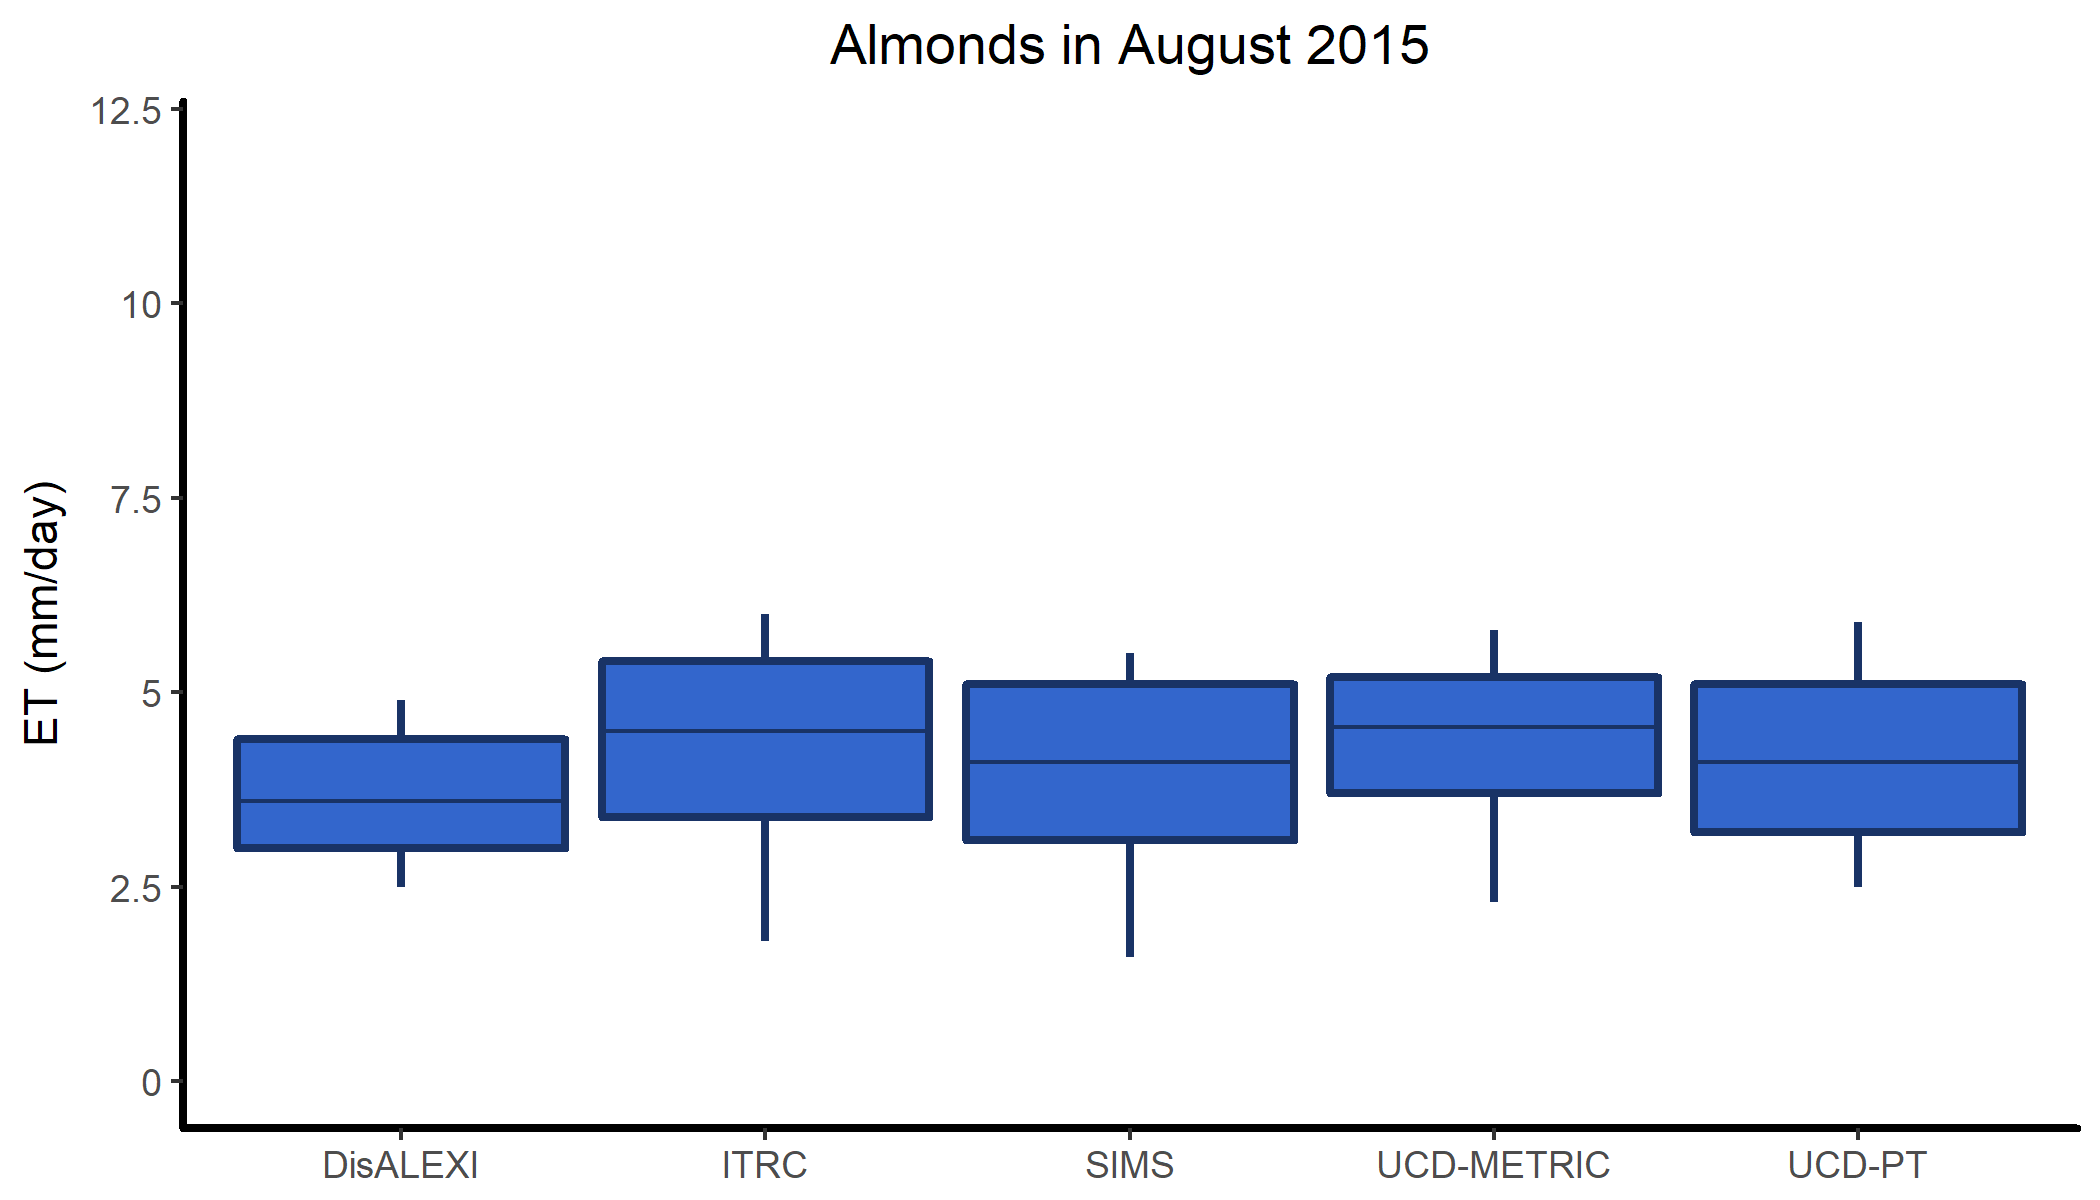 Almonds in August 2015
ET (mm/day)
12.5
10
7.5
5
2.5
0
DisALEXI ITRC SIMS UCD-METRIC UCD-PT